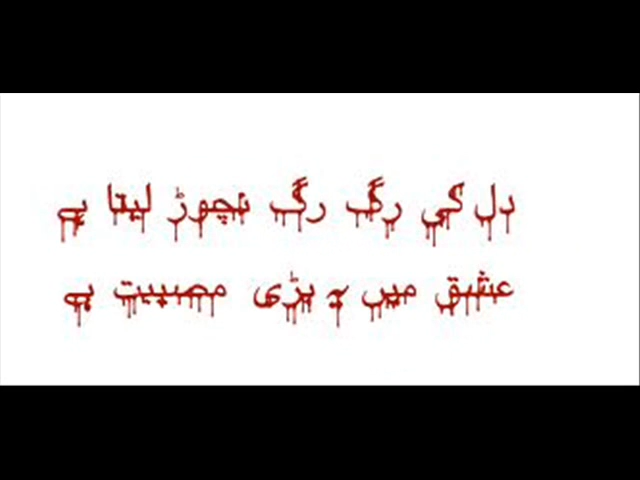 دل کی رگ رگ نچوڑ لیتا ہے
عشق میں یہ بڑی مصیبت ہے